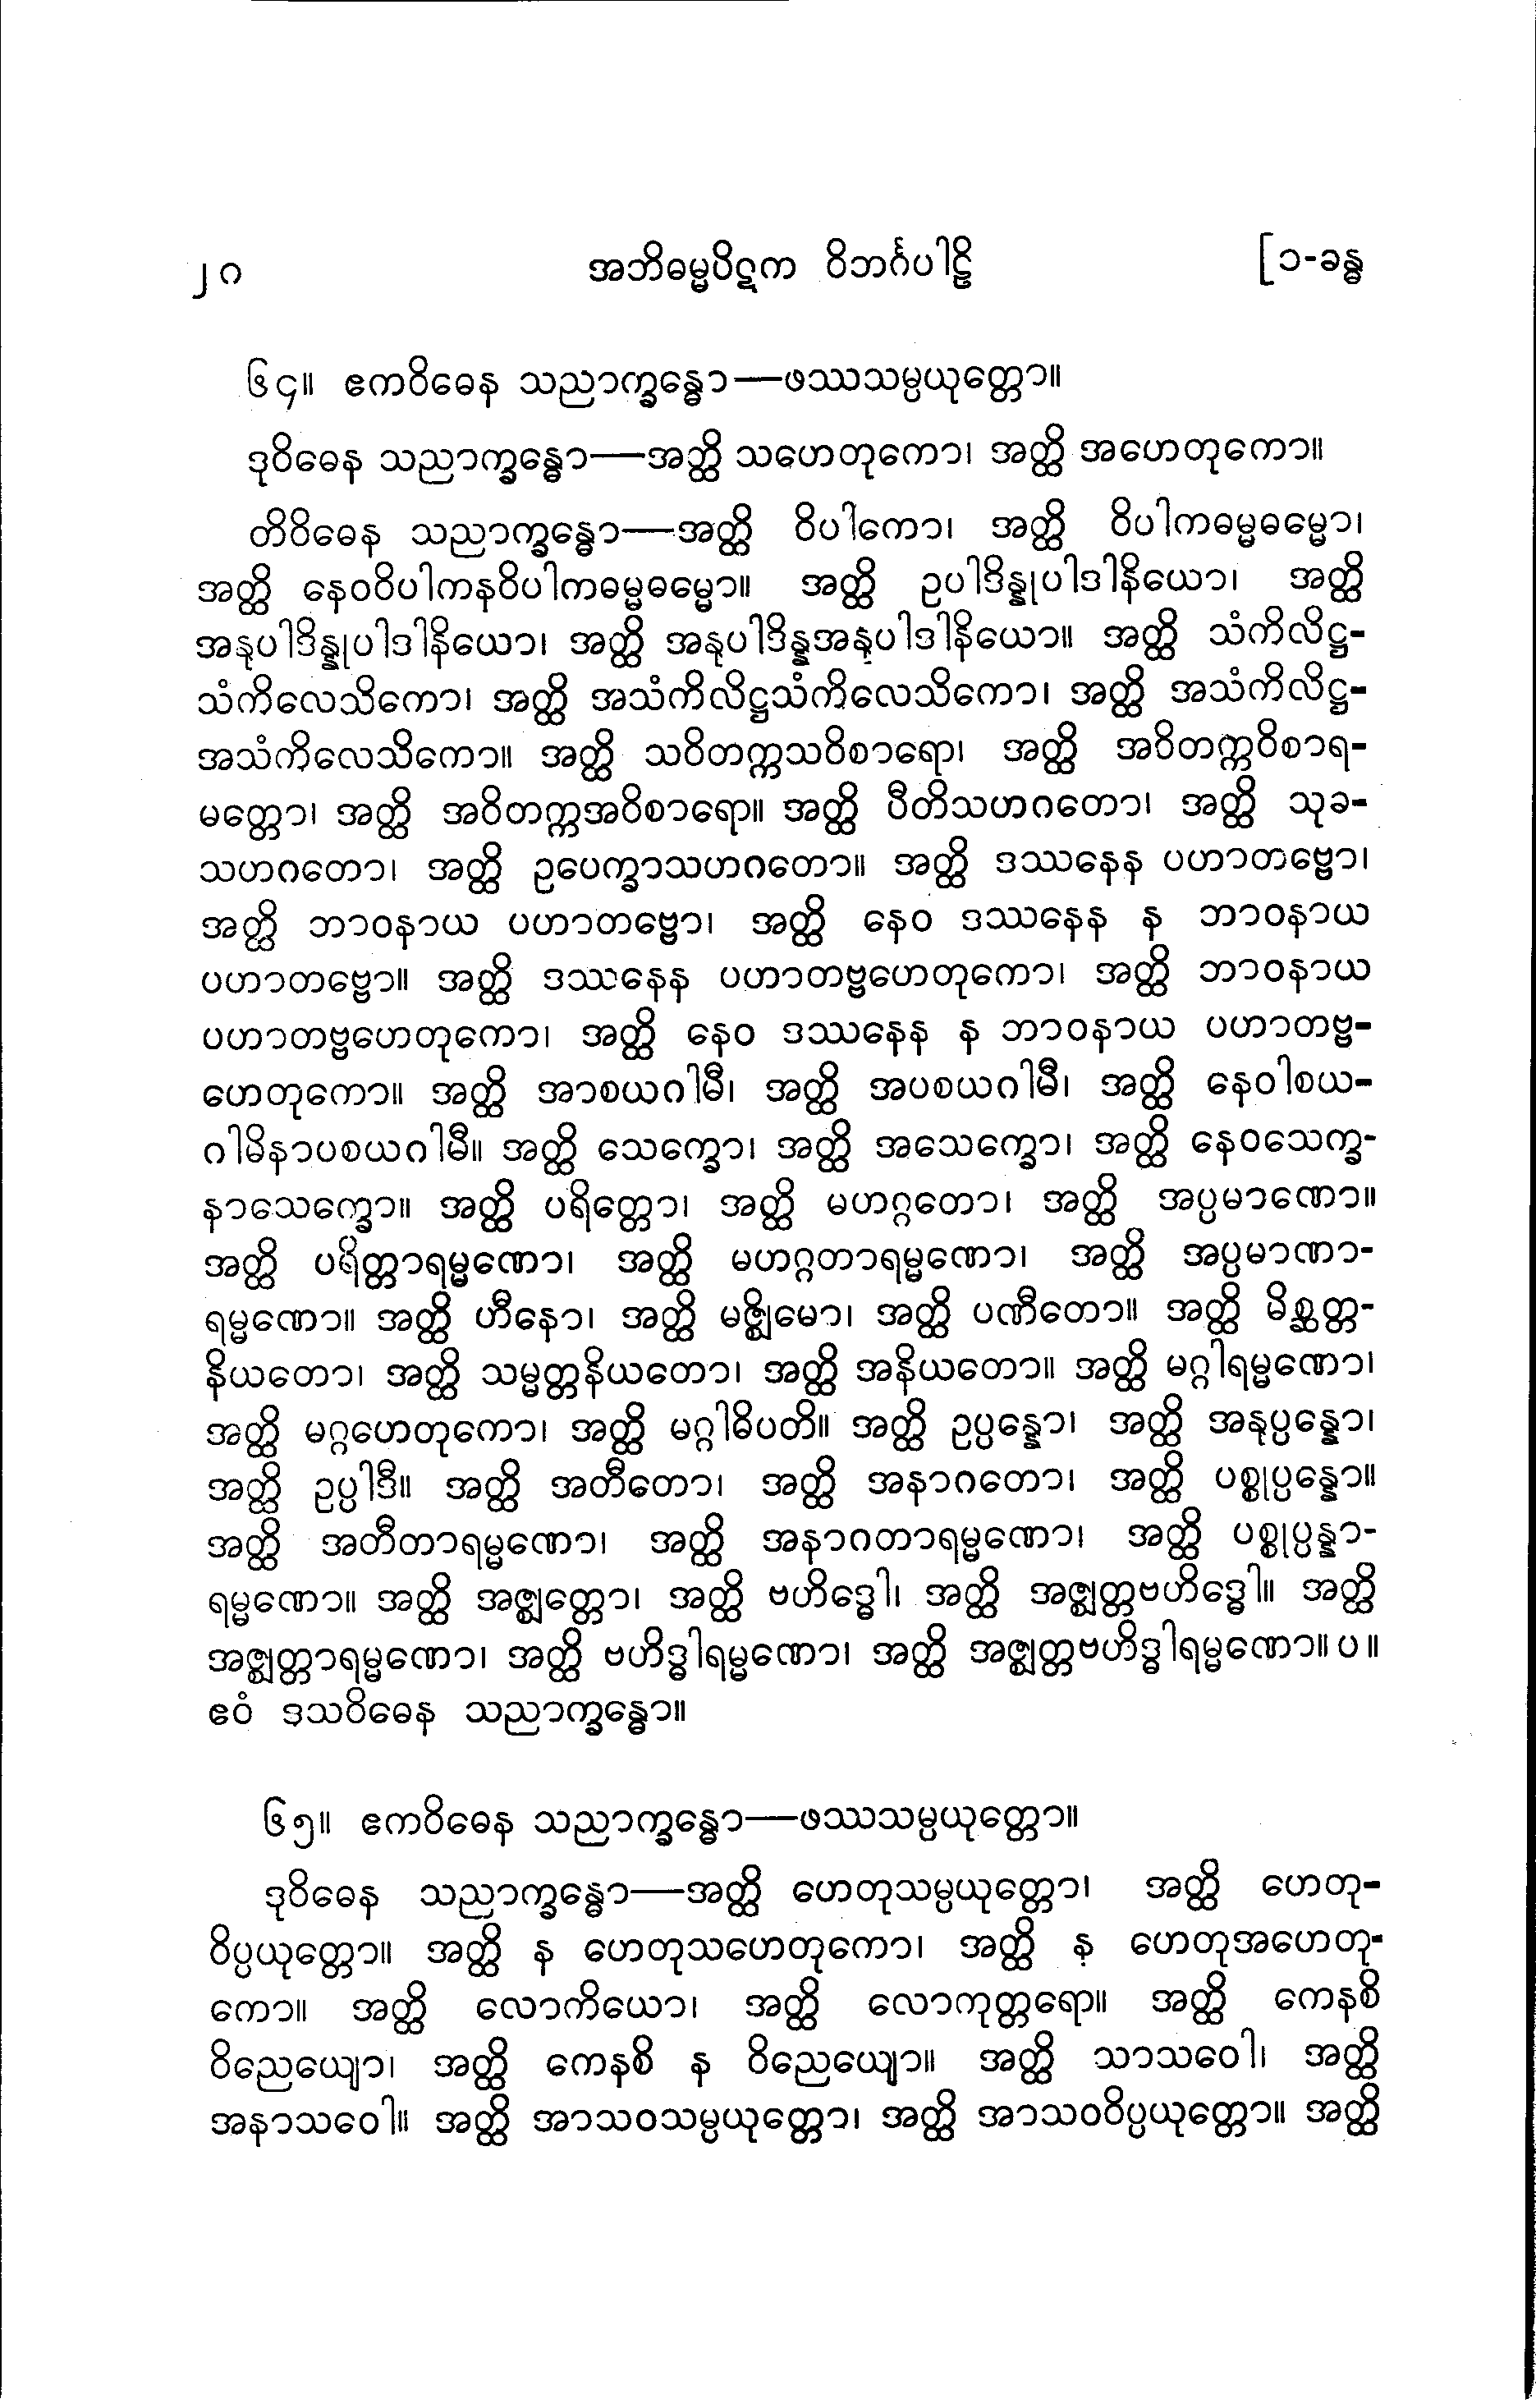 ၂၀ အဘိဓမ္မပိဋက ဝိဘင်္ဂပါဠိ [၁-ခန္ဓ
၆၄။ ဧကဝိဓေန သညာက္ခန္ဓော—ဖဿသမ္ပယုတ္တော။
ဒုဝိဓေန သညာက္ခန္ဓော—အတ္ထိ သဟေတုကော၊ အတ္ထိ အဟေတုကော။
တိဝိဓေန သညာက္ခန္ဓော—အတ္ထိ ဝိပါကော၊ အတ္ထိ ဝိပါကဓမ္မဓမ္မော၊
အတ္ထိ နေဝဝိပါကနဝိပါကဓမ္မဓမ္မော။ အတ္ထိ ဥပါဒိန္နုပါဒါနိယော၊ အတ္ထိ
အနုပါဒိန္နုပါဒါနိယော၊ အတ္ထိ အနုပါဒိန္နအနုပါဒါနိယော။ အတ္ထိ သံကိလိဋ္ဌ-
သံကိလေသိကော၊ အတ္ထိ အသံကိလိဋ္ဌသံကိလေသိကော၊ အတ္ထိ အသံကိလိဋ္ဌ-
အသံကိလေသိကော။ အတ္ထိ သဝိတက္ကသဝိစာရော၊ အတ္ထိ အဝိတက္ကဝိစာရ-
မတ္တော၊ အတ္ထိ အဝိတက္ကအဝိစာရော။ အတ္ထိ ပီတိသဟဂတော၊ အတ္ထိ သုခ-
သဟဂတော၊ အတ္ထိ ဥပေက္ခာသဟဂတော။ အတ္ထိ ဒဿနေန ပဟာတဗ္ဗော၊
အတ္ထိ ဘာဝနာယ ပဟာတဗ္ဗော၊ အတ္ထိ နေဝ ဒဿနေန န ဘာဝနာယ
ပဟာတဗ္ဗော။ အတ္ထိ ဒဿနေန ပဟာတဗ္ဗဟေတုကော၊ အတ္ထိ ဘာဝနာယ
ပဟာတဗ္ဗဟေတုကော၊ အတ္ထိ နေဝ ဒဿနေန န ဘာဝနာယ ပဟာတဗ္ဗ-
ဟေတုကော။ အတ္ထိ အာစယဂါမီ၊ အတ္ထိ အပစယဂါမီ၊ အတ္ထိ နေဝါစယ-
ဂါမိနာပစယဂါမီ။ အတ္ထိ သေက္ခော၊ အတ္ထိ အသေက္ခော၊ အတ္ထိ နေဝသေက္ခ-
နာသေက္ခော။ အတ္ထိ ပရိတ္တော၊ အတ္ထိ မဟဂ္ဂတော၊ အတ္ထိ အပ္ပမာဏော။
အတ္ထိ ပရိတ္တာရမ္မဏော၊ အတ္ထိ မဟဂ္ဂတာရမ္မဏော၊ အတ္ထိ အပ္ပမာဏာ-
ရမ္မဏော။ အတ္ထိ ဟီနော၊ အတ္ထိ မဇ္ဈိမော၊ အတ္ထိ ပဏီတော။ အတ္ထိ မိစ္ဆတ္တ-
နိယတော၊ အတ္ထိ သမ္မတ္တနိယတော၊ အတ္ထိ အနိယတော။ အတ္ထိ မဂ္ဂါရမ္မဏော၊
အတ္ထိ မဂ္ဂဟေတုကော၊ အတ္ထိ မဂ္ဂါဓိပတိ။ အတ္ထိ ဥပ္ပန္နော၊ အတ္ထိ အနုပ္ပန္နော၊
အတ္ထိ ဥပ္ပါဒီ။ အတ္ထိ အတီတော၊ အတ္ထိ အနာဂတော၊ အတ္ထိ ပစ္စုပ္ပန္နော။
အတ္ထိ အတီတာရမ္မဏော၊ အတ္ထိ အနာဂတာရမ္မဏော၊ အတ္ထိ ပစ္စုပ္ပန္နာ-
ရမ္မဏော။ အတ္ထိ အဇ္ဈတ္တော၊ အတ္ထိ ဗဟိဒ္ဓေါ၊ အတ္ထိ အဇ္ဈတ္တဗဟိဒ္ဓေါ။ အတ္ထိ
အဇ္ဈတ္တာရမ္မဏော၊ အတ္ထိ ဗဟိဒ္ဓါရမ္မဏော၊ အတ္ထိ အဇ္ဈတ္တဗဟိဒ္ဓါရမ္မဏော။ ပ ။
ဧဝံ ဒသဝိဓေန သညာက္ခန္ဓော။
၆၅။ ဧကဝိဓေန သညာက္ခန္ဓော—ဖဿသမ္ပယုတ္တော။
ဒုဝိဓေန သညာက္ခန္ဓော—အတ္ထိ ဟေတုသမ္ပယုတ္တော၊ အတ္ထိ ဟေတု-
ဝိပ္ပယုတ္တော။ အတ္ထိ န ဟေတုသဟေတုကော၊ အတ္ထိ န ဟေတုအဟေတု-
ကော။ အတ္ထိ လောကိယော၊ အတ္ထိ လောကုတ္တရော။ အတ္ထိ ကေနစိ
ဝိညေယျော၊ အတ္ထိ ကေနစိ န ဝိညေယျော။ အတ္ထိ သာသဝေါ၊ အတ္ထိ
အနာသဝေါ။ အတ္ထိ အာသဝသမ္ပယုတ္တော၊ အတ္ထိ အာသဝဝိပ္ပယုတ္တော။ အတ္ထိ